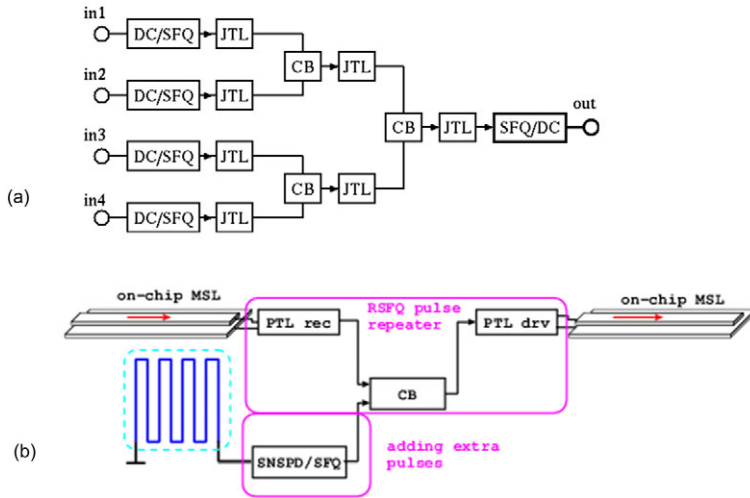 in1
DC/SFQ JTL
CB JTL
in2
DC/SFQ JTL
out
CB JTL SFQ/DC
in3
DC/SFQ JTL
CB JTL
(a)
in4
DC/SFQ JTL
on-chip MSL
RSFQ pulse
repeater
on-chip MSL
PTL rec
PTL drv
CB
(b)
SNSPD/SFQ
adding extra
pulses